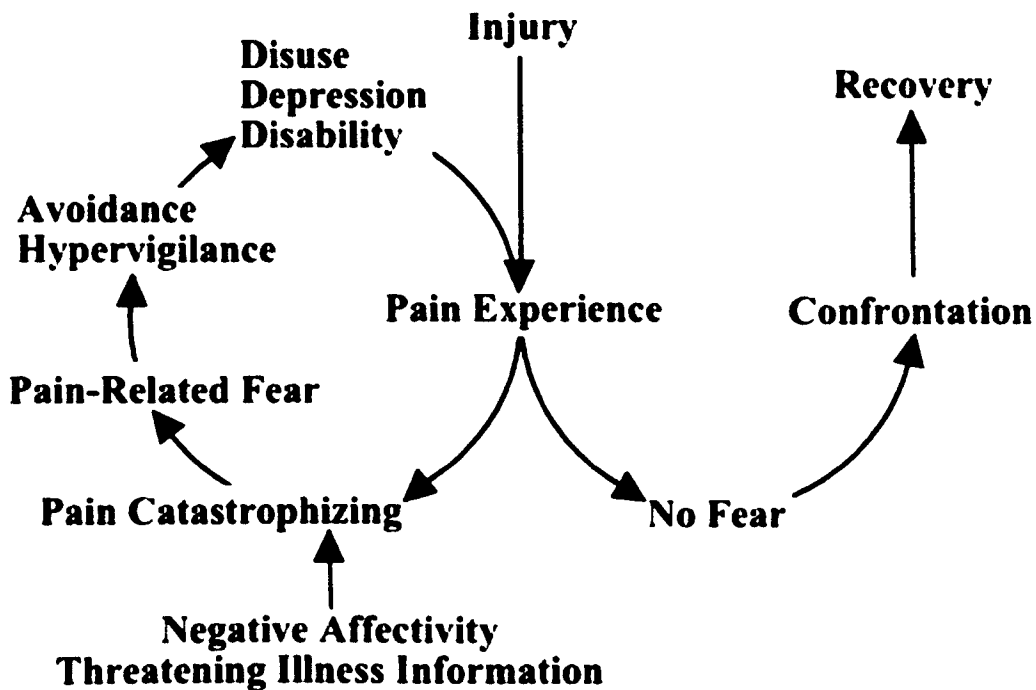 Injury
Disuse
Depression
Disability
Recovery
Avoidance
Hypervigilance
Pain Experience
Confrontation
Pain-Related Fear
Pain Catastrophizing
No Fear
Negative Affectivity
Threatening Illness Information